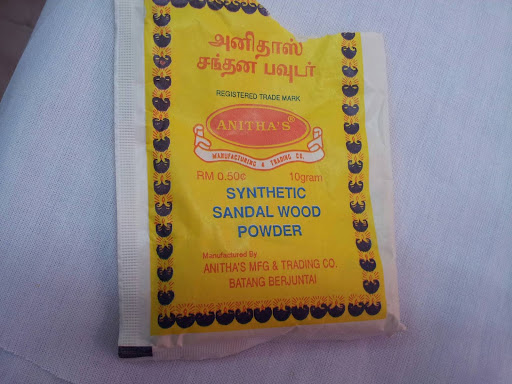 அனிதாஸ்
சந்தன பவுடர்
REGISTERED TRADE MARK
ANITHA'S®
MANUFACTURING & TRADING CO.
RM 0.50¢ 10gram
SYNTHETIC
SANDAL WOOD
POWDER
Manufactured By
ANITHA'S MFG & TRADING CO.
BATANG BERJUNTAI